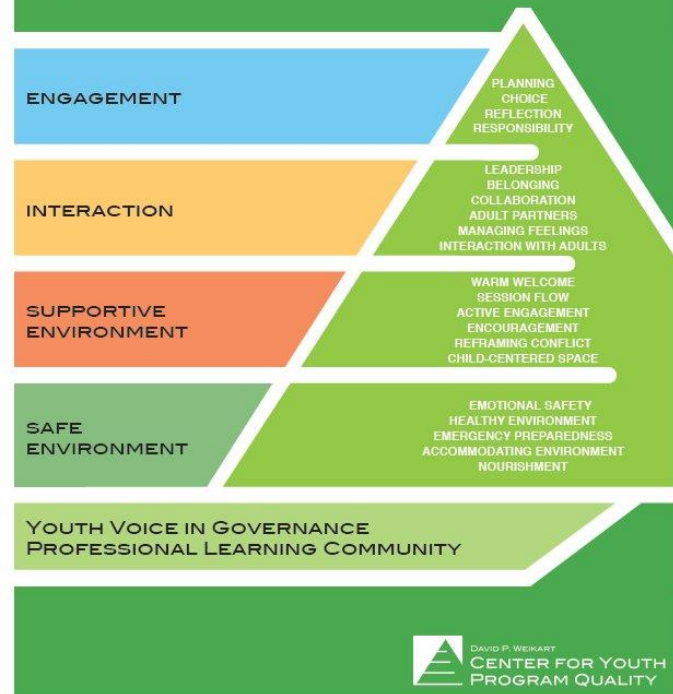 ENGAGEMENT
PLANNING
CHOICE
REFLECTION
RESPONSIBILITY
INTERACTION
LEADERSHIP
BELONGING
COLLABORATION
ADULT PARTNERS
MANAGING FEELINGS
INTERACTION WITH ADULTS
SUPPORTIVE
ENVIRONMENT
WARM WELCOME
SESSION FLOW
ACTIVE ENGAGEMENT
ENCOURAGEMENT
REFRAMING CONFLICT
CHILD-CENTERED SPACE
SAFE
ENVIRONMENT
EMOTIONAL SAFETY
HEALTHY ENVIRONMENT
EMERGENCY PREPAREDNESS
ACCOMMODATING ENVIRONMENT
NOURISHMENT
YOUTH VOICE IN GOVERNANCE
PROFESSIONAL LEARNING COMMUNITY
DAVID P. WEIKART
CENTER FOR YOUTH
PROGRAM QUALITY